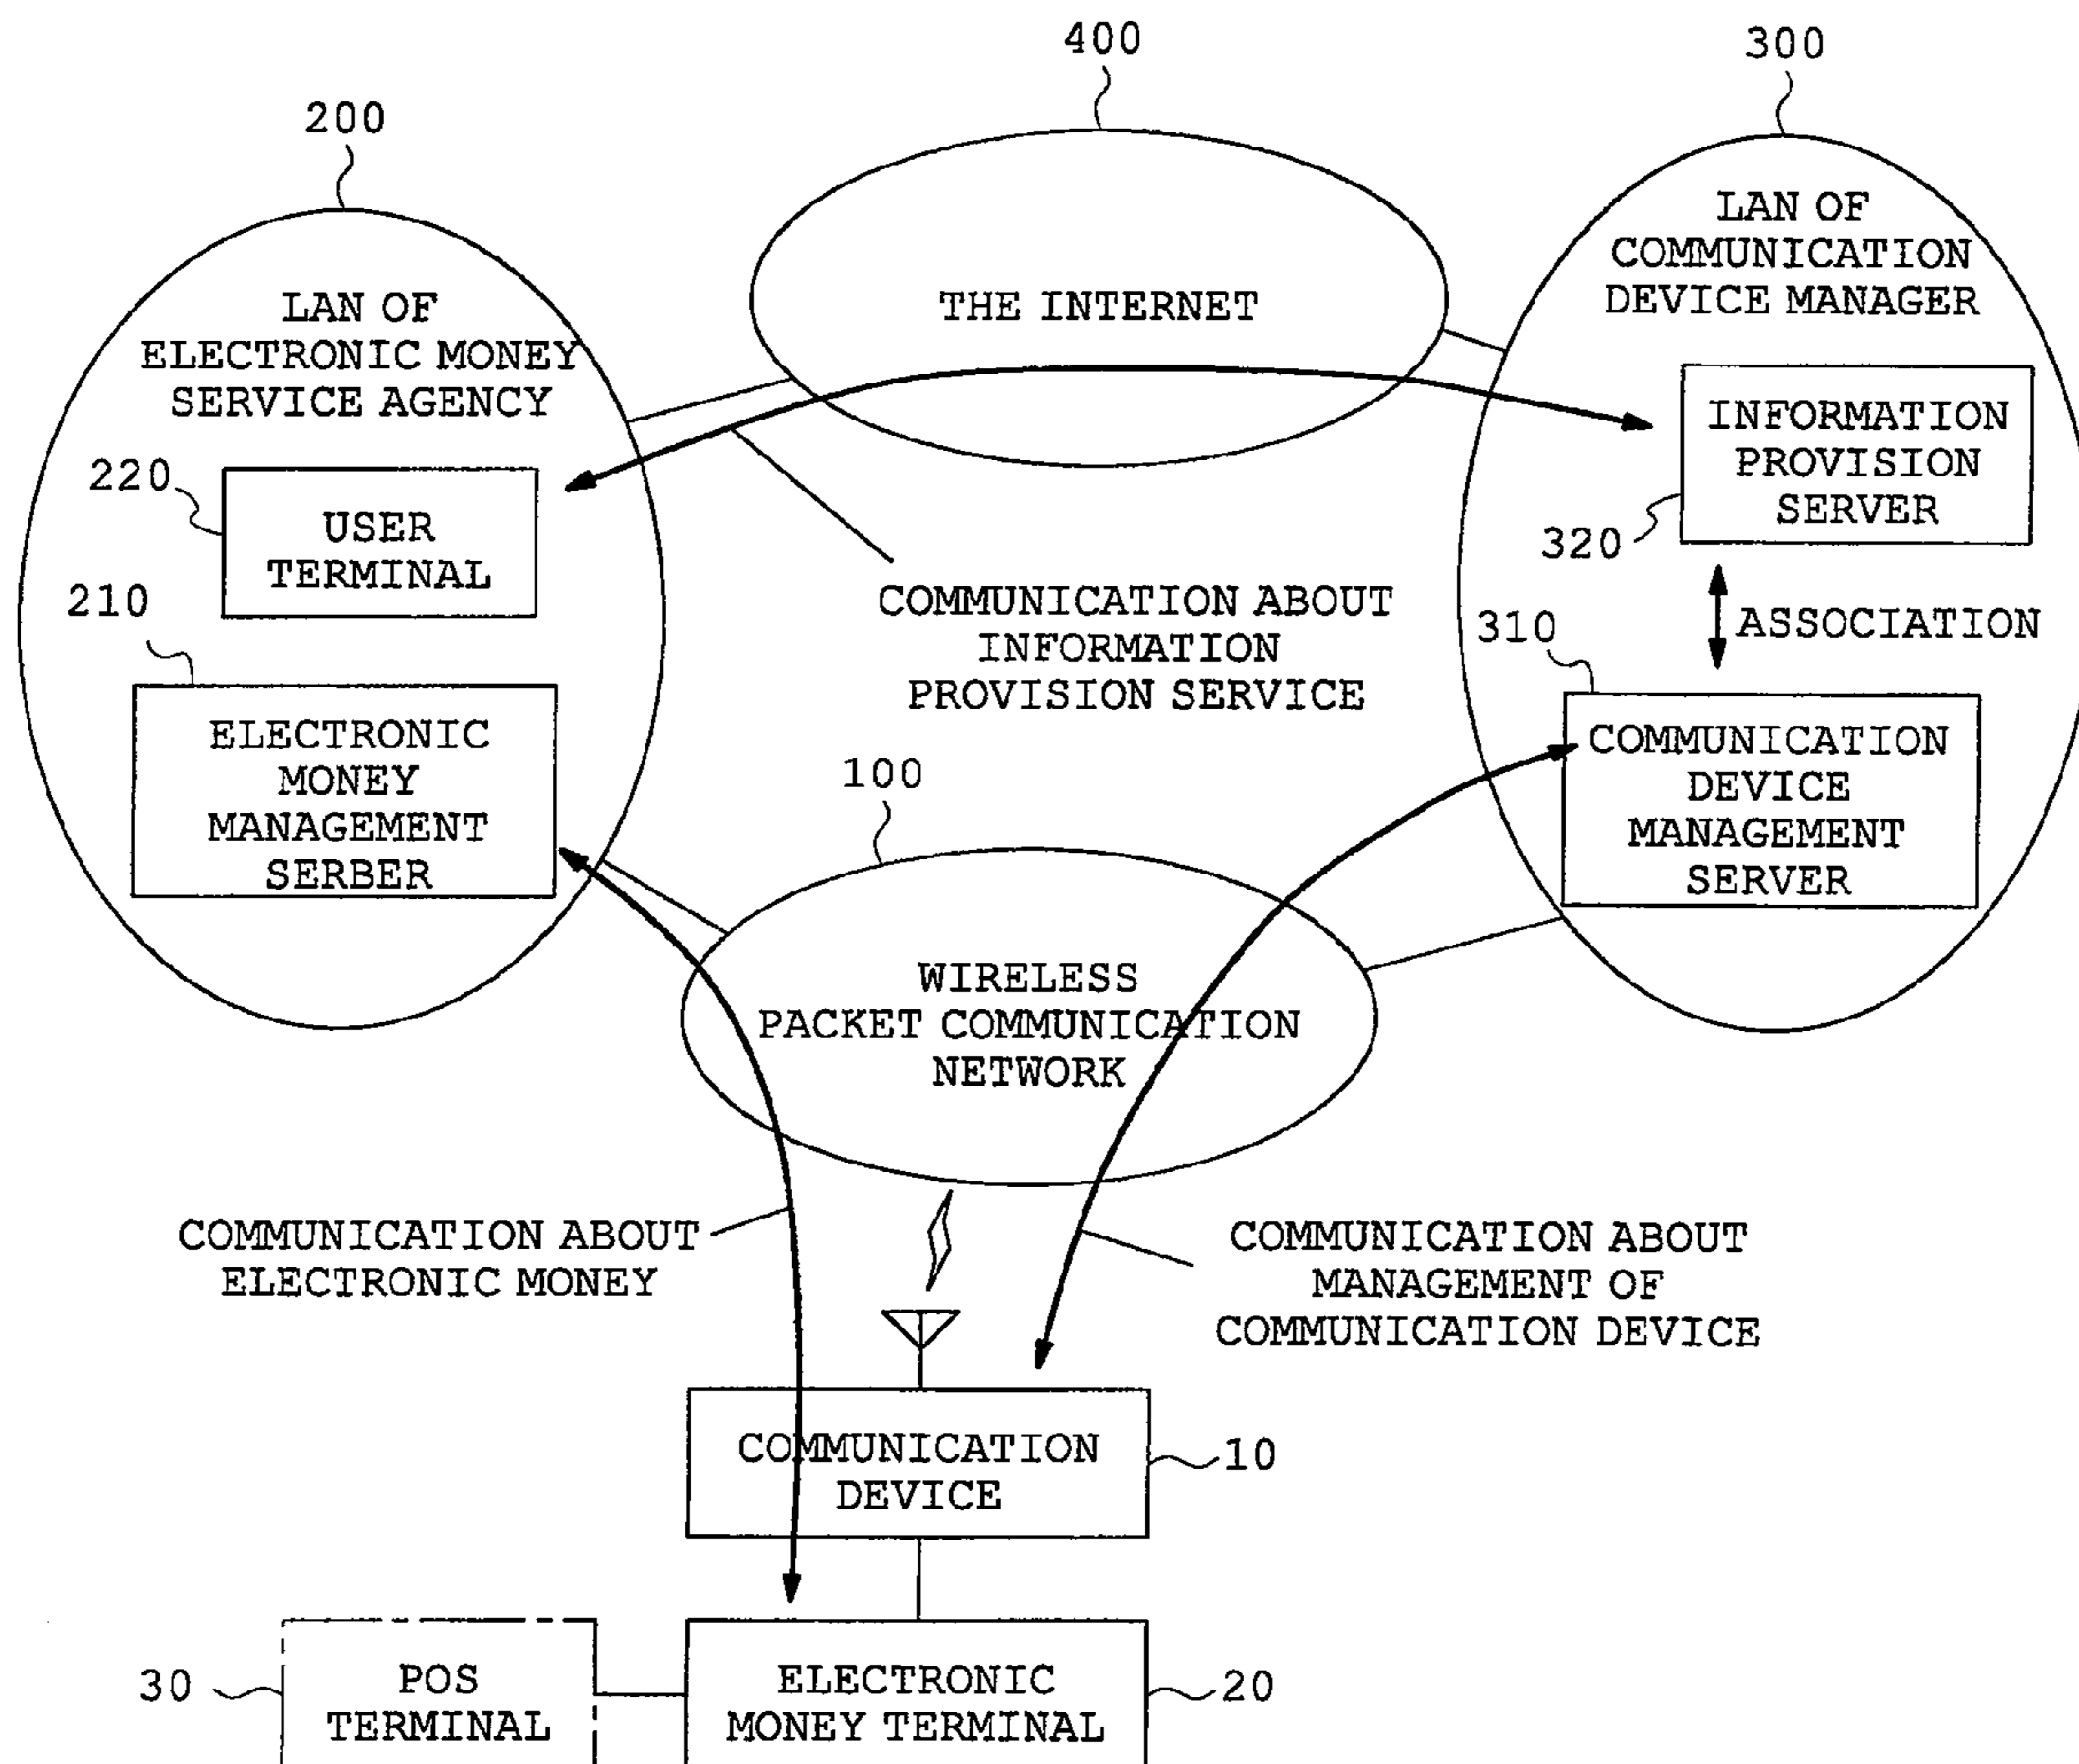 400
300
200
LAN OF
COMMUNICATION
DEVICE MANAGER
THE INTERNET
LAN OF
ELECTRONIC MONEY
SERVICE AGENCY
INFORMATION
PROVISION
SERVER
320
220
USER
TERMINAL
210
COMMUNICATION ABOUT
INFORMATION
PROVISION SERVICE
ASSOCIATION
310
ELECTRONIC
MONEY
MANAGEMENT
SERBER
COMMUNICATION
DEVICE
MANAGEMENT
SERVER
100
WIRELESS
PACKET COMMUNICATION
NETWORK
COMMUNICATION ABOUT
ELECTRONIC MONEY
COMMUNICATION ABOUT
MANAGEMENT OF
COMMUNICATION DEVICE
COMMUNICATION
DEVICE
10
30
POS
TERMINAL
ELECTRONIC
MONEY TERMINAL
20